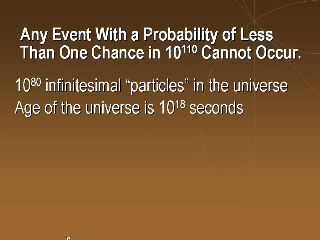 Any Event With a Probability of Less
Than One Chance in 10¹¹⁰ Cannot Occur.
10⁸⁰ infinitesimal “particles” in the universe
Age of the universe is 10¹⁸ seconds